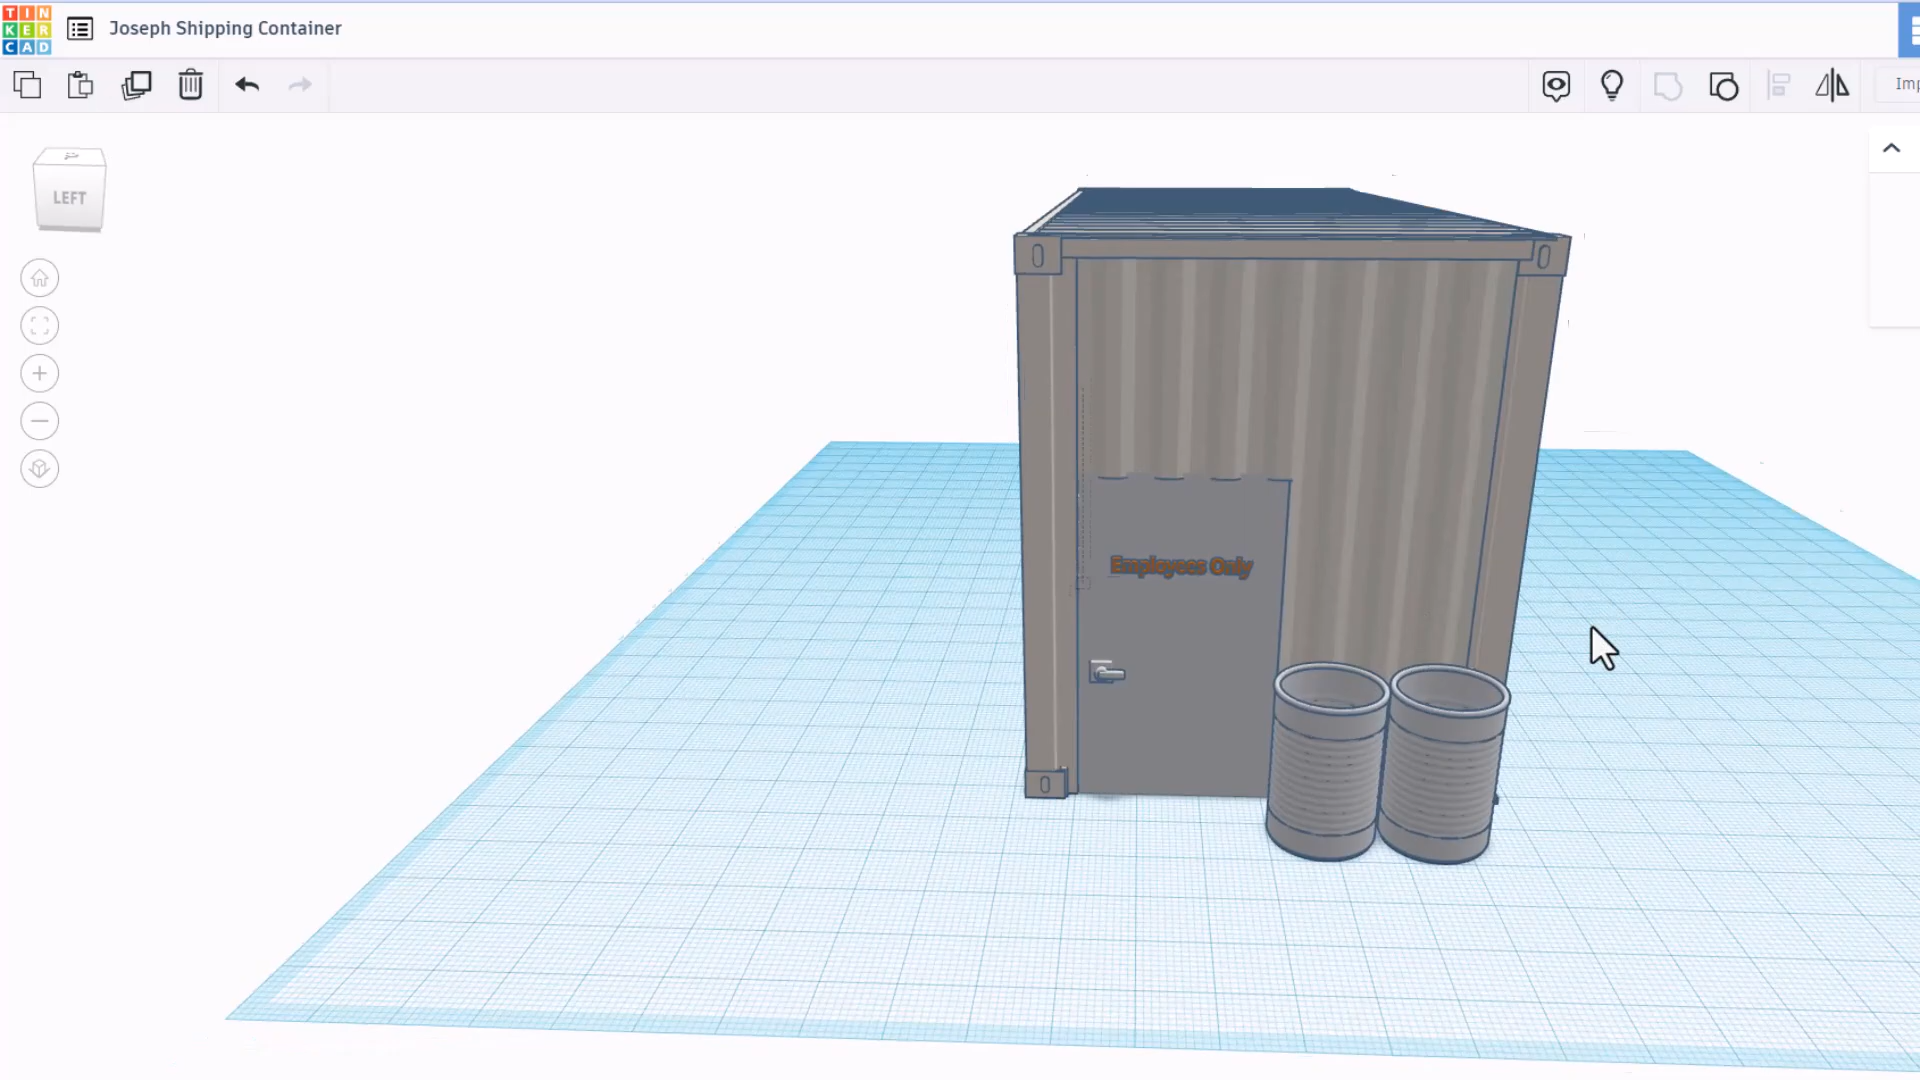 TIN
KER
CAD
Joseph Shipping Container
Imp
LEFT
Employees Only